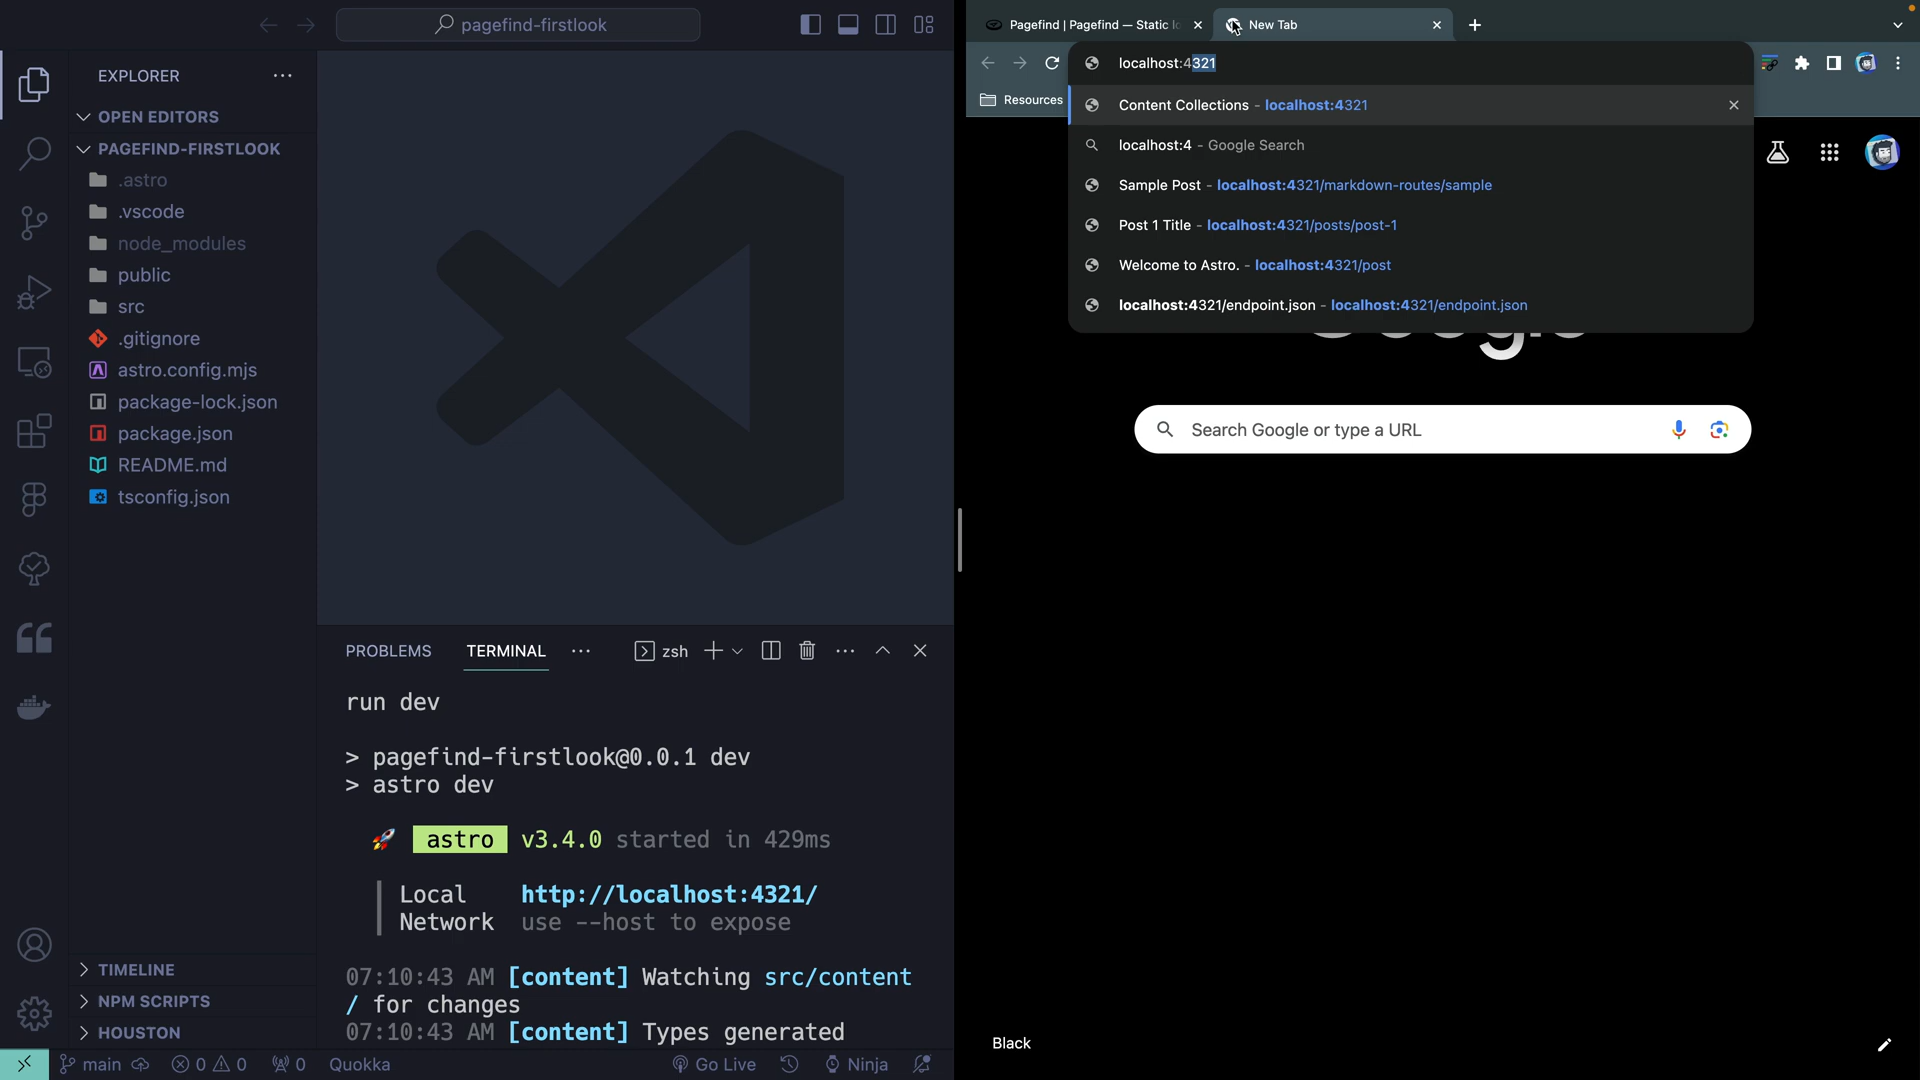 pagefind-firstlook
EXPLORER
OPEN EDITORS
PAGEFIND-FIRSTLOOK
.astro
.vscode
node_modules
public
src
.gitignore
astro.config.mjs
package-lock.json
package.json
README.md
tsconfig.json
TIMELINE
NPM SCRIPTS
HOUSTON
PROBLEMS
TERMINAL
zsh
run dev
> pagefind-firstlook@0.0.1 dev
> astro dev
astro v3.4.0 started in 429ms
Local http://localhost:4321/
Network use --host to expose
07:10:43 AM [content] Watching src/content
/ for changes
07:10:43 AM [content] Types generated
main
0
0
0
Quokka
Go Live
Ninja
Pagefind | Pagefind — Static
New Tab
localhost:4321
Resources
Content Collections - localhost:4321
localhost:4 - Google Search
Sample Post - localhost:4321/markdown-routes/sample
Post 1 Title - localhost:4321/posts/post-1
Welcome to Astro. - localhost:4321/post
localhost:4321/endpoint.json - localhost:4321/endpoint.json
Search Google or type a URL
Black